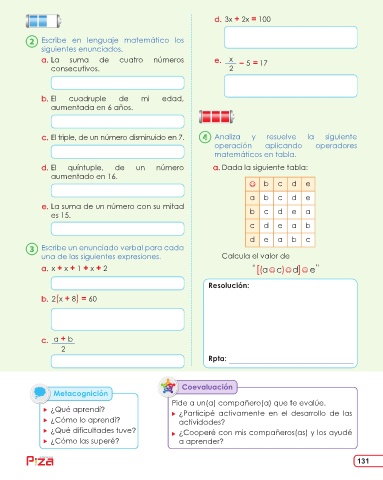 2 Escribe en lenguaje matemático los
siguientes enunciados.
a. La suma de cuatro números
consecutivos.
b. El cuadruple de mi edad,
aumentada en 6 años.
c. El triple, de un número disminuido en 7.
d. El quíntuple, de un número
aumentado en 16.
e. La suma de un número con su mitad
es 15.
3 Escribe un enunciado verbal para cada
una de las siguientes expresiones.
a. x + x + 1 + x + 2
b. 2(x + 8) = 60
c. a + b
2
d. 3x + 2x = 100
e. x/2 - 5 = 17
4 Analiza y resuelve la siguiente
operación aplicando operadores
matemáticos en tabla.
a. Dada la siguiente tabla:
☺ b c d e
a b c d e
b c d e a
c d e a b
d e a b c
Calcula el valor de
"[(a☺c)☺d]☺e"
Resolución:
Rpta:
Metacognición
▸ ¿Qué aprendí?
▸ ¿Cómo lo aprendí?
▸ ¿Qué dificultades tuve?
▸ ¿Cómo las superé?
Coevaluación
Pide a un(a) compañero(a) que te evalúe.
▸ ¿Participé activamente en el desarrollo de las
actividades?
▸ ¿Cooperé con mis compañeros(as) y los ayudé
a aprender?
Pizza
131